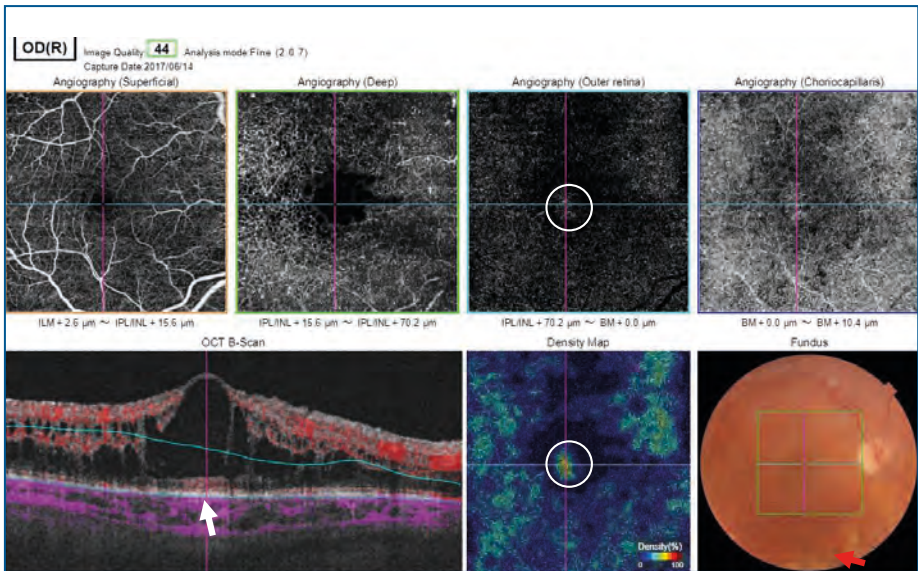 OD(R) Image Quality: 44 Analysis mode Fine (2.0.7)
Capture Date:2017/06/14
Angiography (Superficial) Angiography (Deep) Angiography (Outer retina) Angiography (Choriocapillaris)
ILM + 2.6 µm ～ IPL/INL + 15.6 µm IPL/INL + 15.6 µm ～ IPL/INL + 70.2 µm IPL/INL + 70.2 µm ～ BM + 0.0 µm BM + 0.0 µm ～ BM + 10.4 µm
OCT B-Scan Density Map Fundus
Density(%)
0 100